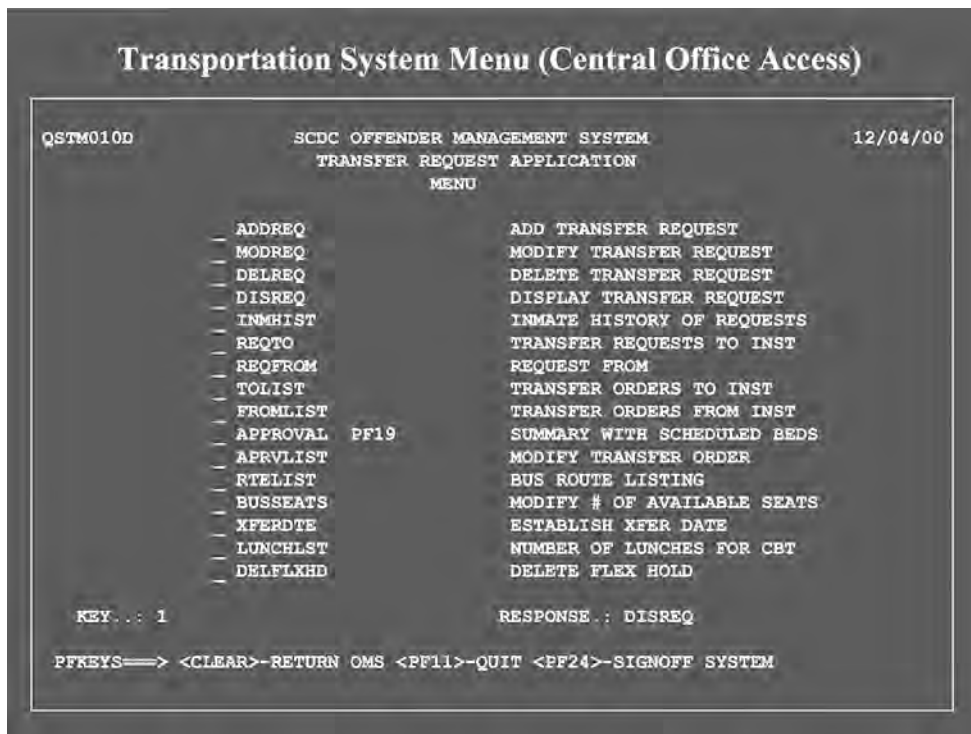 Transportation System Menu (Central Office Access)
QSTM010D SCDC OFFENDER MANAGEMENT SYSTEM 12/04/00
TRANSFER REQUEST APPLICATION
MENU
_ ADDREQ ADD TRANSFER REQUEST
_ MODREQ MODIFY TRANSFER REQUEST
_ DELREQ DELETE TRANSFER REQUEST
_ DISREQ DISPLAY TRANSFER REQUEST
_ INMHIST INMATE HISTORY OF REQUESTS
_ REQTO TRANSFER REQUESTS TO INST
_ REQFROM REQUEST FROM
_ TOLIST TRANSFER ORDERS TO INST
_ FROMLIST TRANSFER ORDERS FROM INST
_ APPROVAL PF19 SUMMARY WITH SCHEDULED BEDS
_ APRVLIST MODIFY TRANSFER ORDER
_ RTELIST BUS ROUTE LISTING
_ BUSSEATS MODIFY # OF AVAILABLE SEATS
_ XFERDTE ESTABLISH XFER DATE
_ LUNCHLST NUMBER OF LUNCHES FOR CBT
_ DELFLXHD DELETE FLEX HOLD
KEY..: 1 RESPONSE.: DISREQ
PFKEYS===> <CLEAR>-RETURN OMS <PF11>-QUIT <PF24>-SIGNOFF SYSTEM